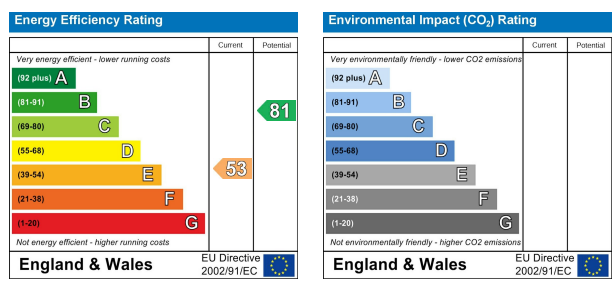 Energy Efficiency Rating
Current Potential
Very energy efficient - lower running costs
(92 plus) A
(81-91) B
(69-80) C
(55-68) D
(39-54) E
(21-38) F
(1-20) G
81
53
Not energy efficient - higher running costs
England & Wales
EU Directive
2002/91/EC
Environmental Impact (CO2) Rating
Current Potential
Very environmentally friendly - lower CO2 emissions
(92 plus) A
(81-91) B
(69-80) C
(55-68) D
(39-54) E
(21-38) F
(1-20) G
Not environmentally friendly - higher CO2 emissions
England & Wales
EU Directive
2002/91/EC